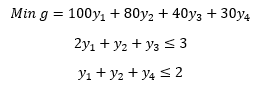 Min g = 100y₁ + 80y₂ + 40y₃ + 30y₄
2y₁ + y₂ + y₃ ≤ 3
y₁ + y₂ + y₄ ≤ 2